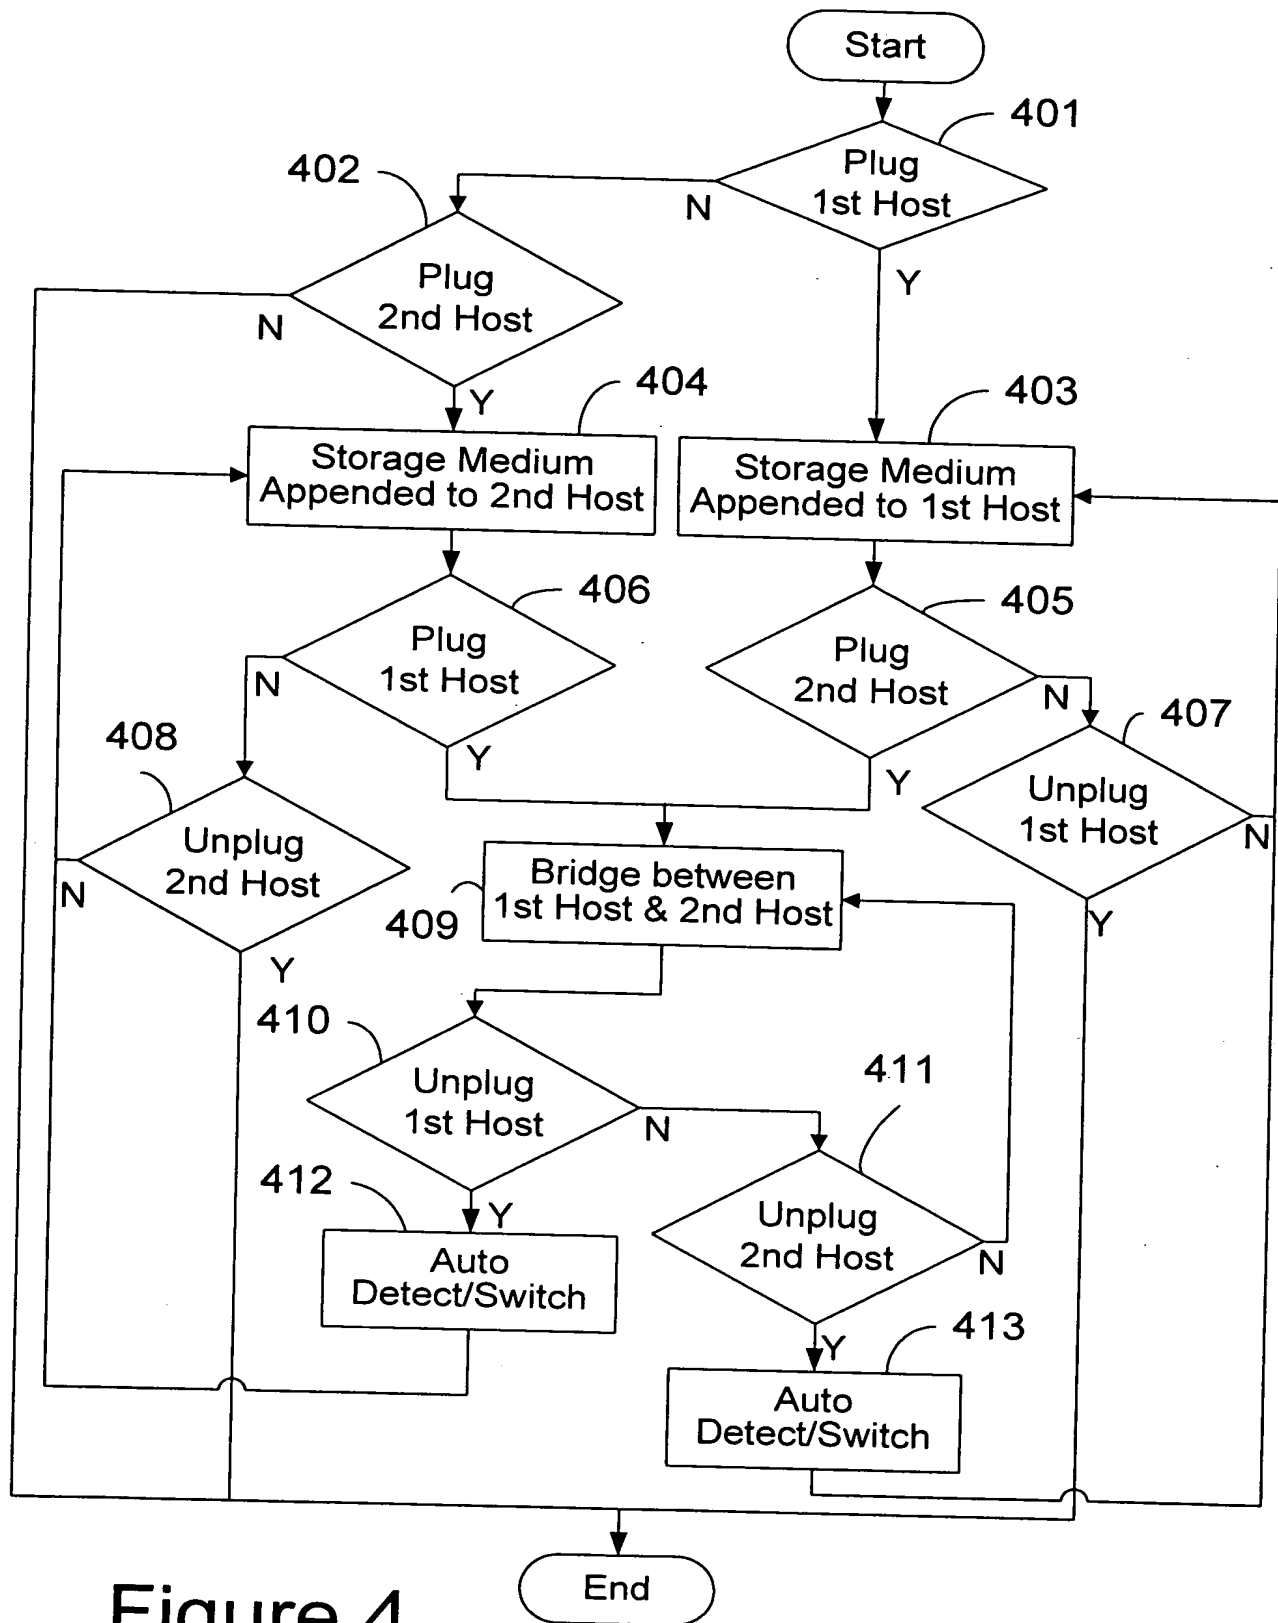 Start
401
Plug
1st Host
N
Y
402
Plug
2nd Host
N
Y
404
Storage Medium
Appended to 2nd Host
403
Storage Medium
Appended to 1st Host
406
Plug
1st Host
N
Y
405
Plug
2nd Host
N
Y
407
Unplug
1st Host
N
Y
408
Unplug
2nd Host
N
Y
409
Bridge between
1st Host & 2nd Host
410
Unplug
1st Host
N
Y
411
Unplug
2nd Host
N
Y
412
Auto
Detect/Switch
413
Auto
Detect/Switch
End
Figure 4